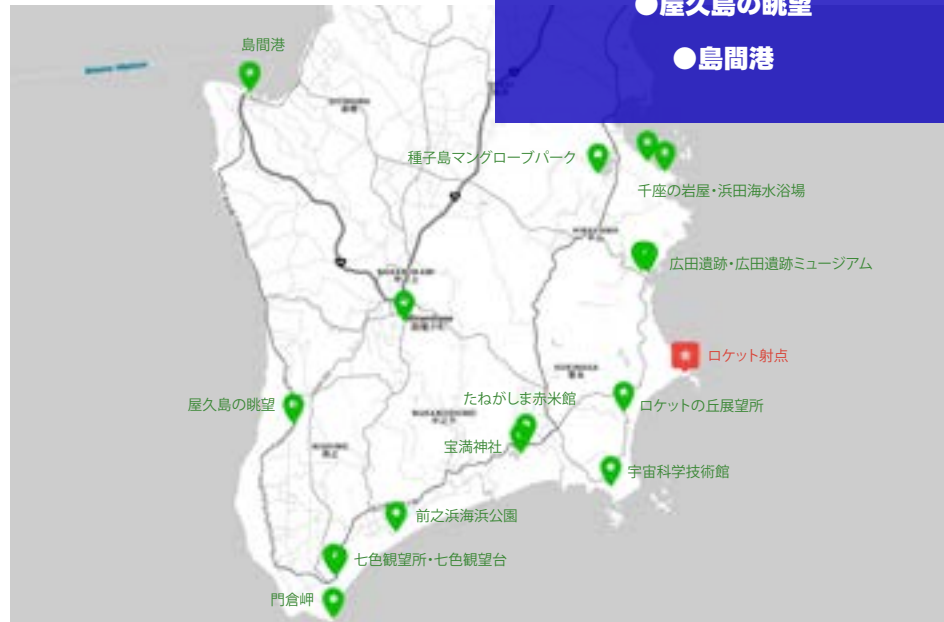 ●屋久島の眺望
●島間港
島間港
種子島マングローブパーク
千座の岩屋・浜田海水浴場
広田遺跡・広田遺跡ミュージアム
ロケット射点
屋久島の眺望
たねがしま赤米館
ロケットの丘展望所
宝満神社
宇宙科学技術館
前之浜海浜公園
七色観望所・七色観望台
門倉岬